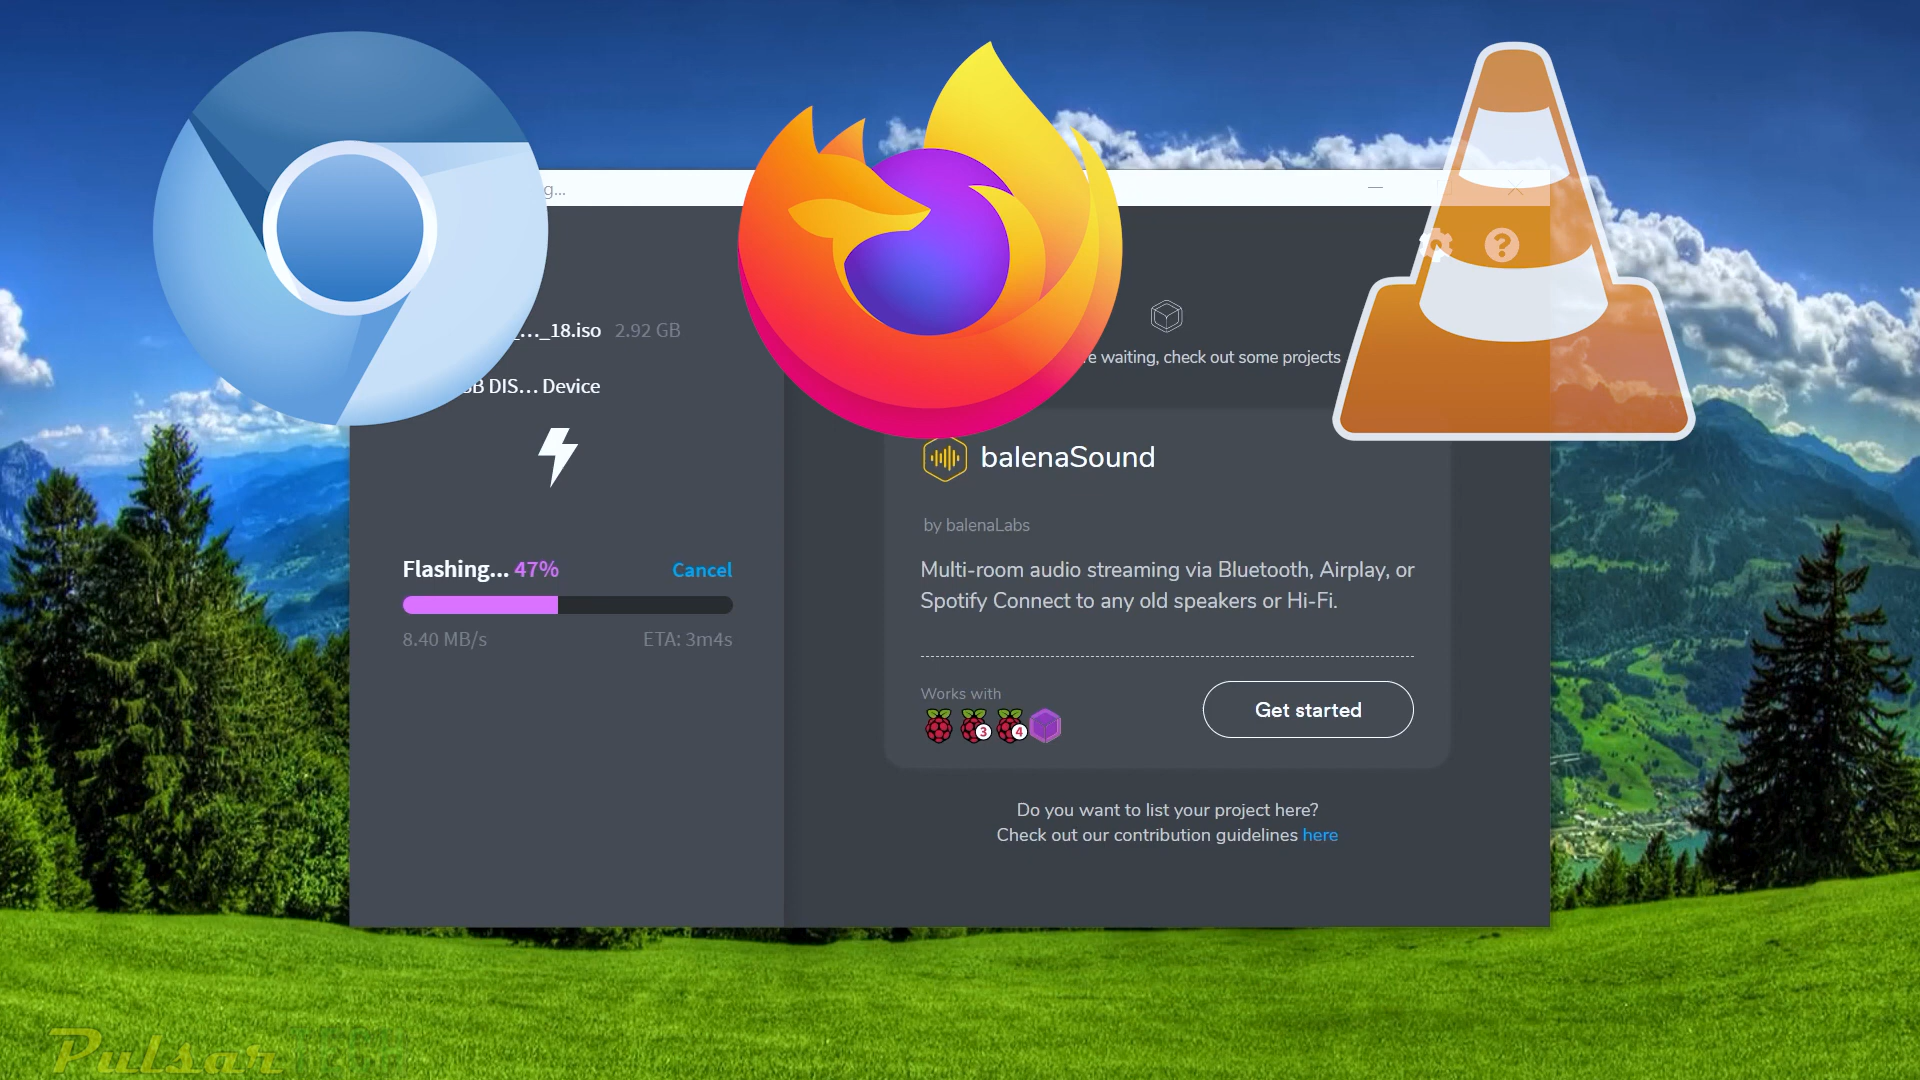 g...
_..._18.iso 2.92 GB
B DIS... Device
Flashing... 47% Cancel
8.40 MB/s ETA: 3m4s
re waiting, check out some projects
balenaSound
by balenaLabs
Multi-room audio streaming via Bluetooth, Airplay, or
Spotify Connect to any old speakers or Hi-Fi.
Works with
3 4
Get started
Do you want to list your project here?
Check out our contribution guidelines here
Pulsar